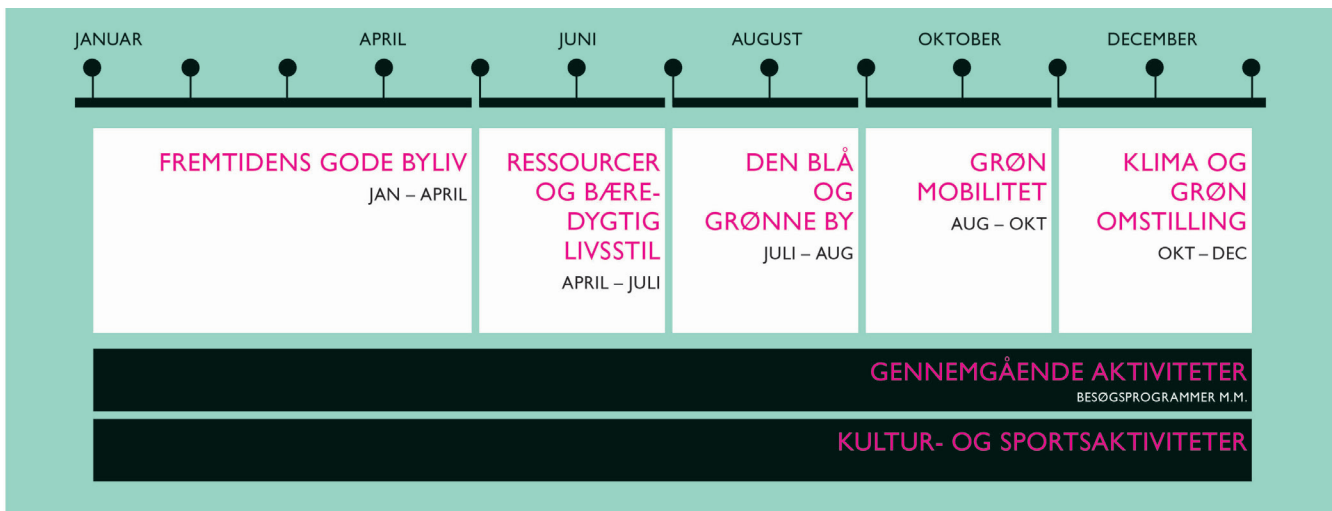 JANUAR
APRIL
JUNI
AUGUST
OKTOBER
DECEMBER
FREMTIDENS GODE BYLIV
JAN – APRIL
RESSOURCER
OG BÆRE-
DYGTIG
LIVSSTIL
APRIL – JULI
DEN BLÅ
OG
GRØNNE BY
JULI – AUG
GRØN
MOBILITET
AUG – OKT
KLIMA OG
GRØN
OMSTILLING
OKT – DEC
GENNEMGÅENDE AKTIVITETER
BESØGSPROGRAMMER M.M.
KULTUR- OG SPORTSAKTIVITETER